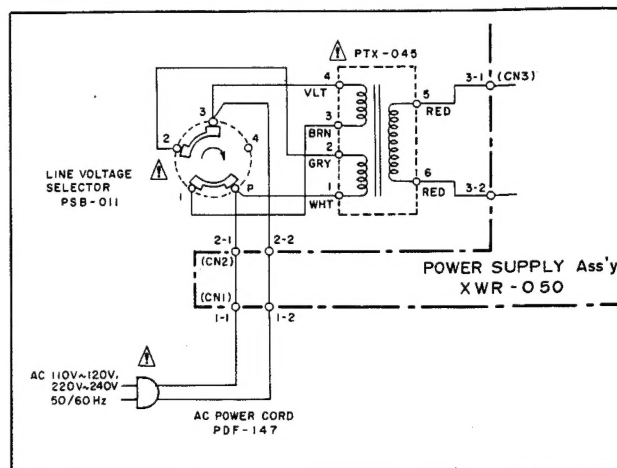 PTX-045
4
VLT
3
BRN
2
GRY
1
WHT
5
RED
6
RED
3-1 (CN3)
3-2
3
2
4
1
P
LINE VOLTAGE
SELECTOR
PSB-011
2-1
2-2
(CN2)
(CN1)
1-1
1-2
POWER SUPPLY Ass'y
XWR-050
AC 110V~120V,
220V~240V
50/60Hz
AC POWER CORD
PDF-147